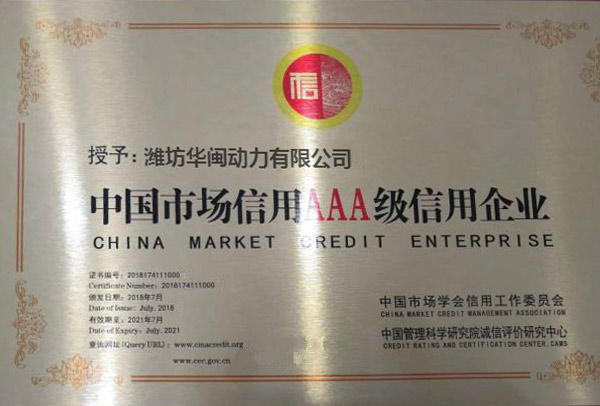 信
授予：潍坊华闽动力有限公司
中国市场信用AAA级信用企业
CHINA MARKET CREDIT ENTERPRISE
证书编号：2018174111000
Certificate Number：2018174111000
颁发日期：2018年7月
Date of Issue：July. 2018
有效期至：2021年7月
Date of Expiry：July. 2021
查询网址(Query URL)：www.cmacredit.org
www.cec.gov.cn
中国市场学会信用工作委员会
CHINA MARKET CREDIT MANAGEMENT ASSOCIATION
中国管理科学研究院诚信评价研究中心
CREDIT RATING AND CERTIFICATION CENTER, CAMS